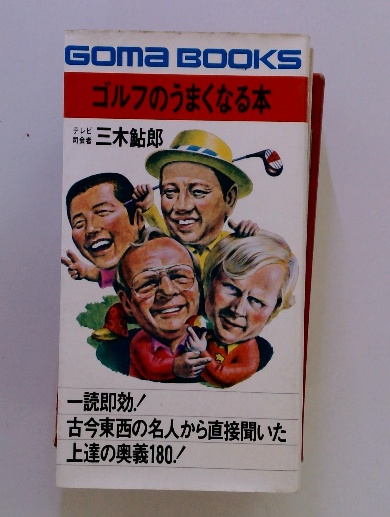 GOMA BOOKS
ゴルフのうまくなる本
テレビ
司会者 三木鮎郎
一読即効!
古今東西の名人から直接聞いた
上達の奥義180!